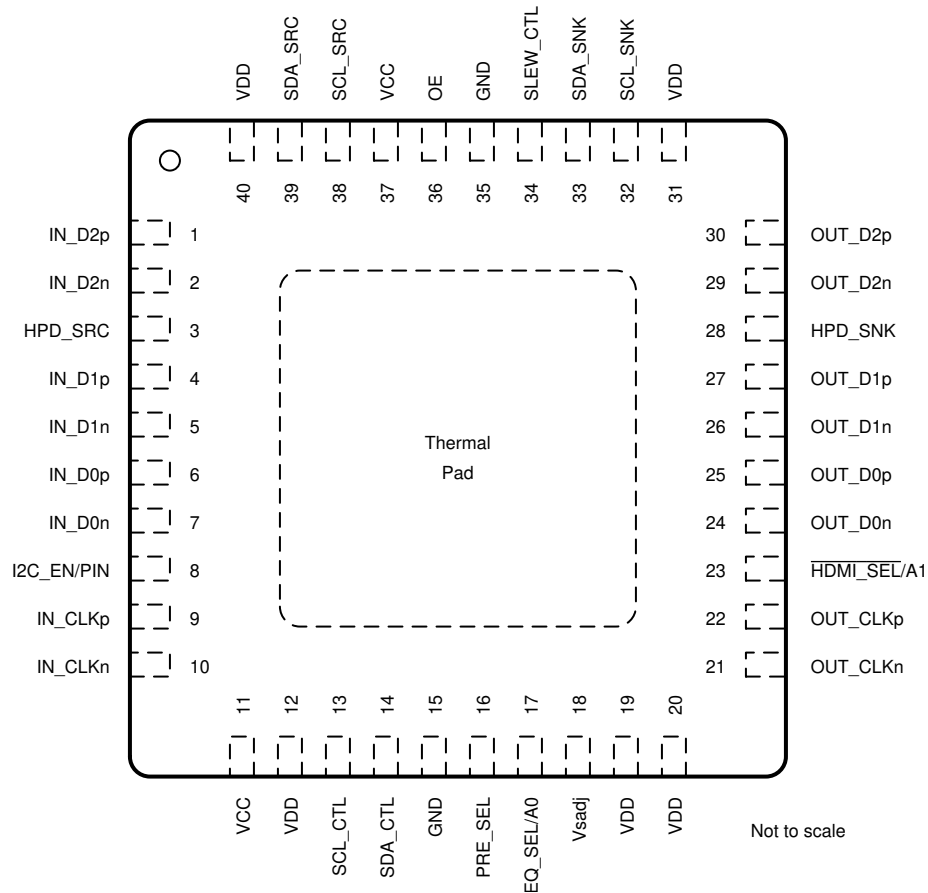 VDD
SDA_SRC
SCL_SRC
VCC
OE
GND
SLEW_CTL
SDA_SNK
SCL_SNK
VDD
40
39
38
37
36
35
34
33
32
31
IN_D2p 1
IN_D2n 2
HPD_SRC 3
IN_D1p 4
IN_D1n 5
IN_D0p 6
IN_D0n 7
I2C_EN/PIN 8
IN_CLKp 9
IN_CLKn 10
Thermal
Pad
30 OUT_D2p
29 OUT_D2n
28 HPD_SNK
27 OUT_D1p
26 OUT_D1n
25 OUT_D0p
24 OUT_D0n
23 HDMI_SEL/A1
22 OUT_CLKp
21 OUT_CLKn
11
12
13
14
15
16
17
18
19
20
VCC
VDD
SCL_CTL
SDA_CTL
GND
PRE_SEL
EQ_SEL/A0
Vsadj
VDD
VDD
Not to scale